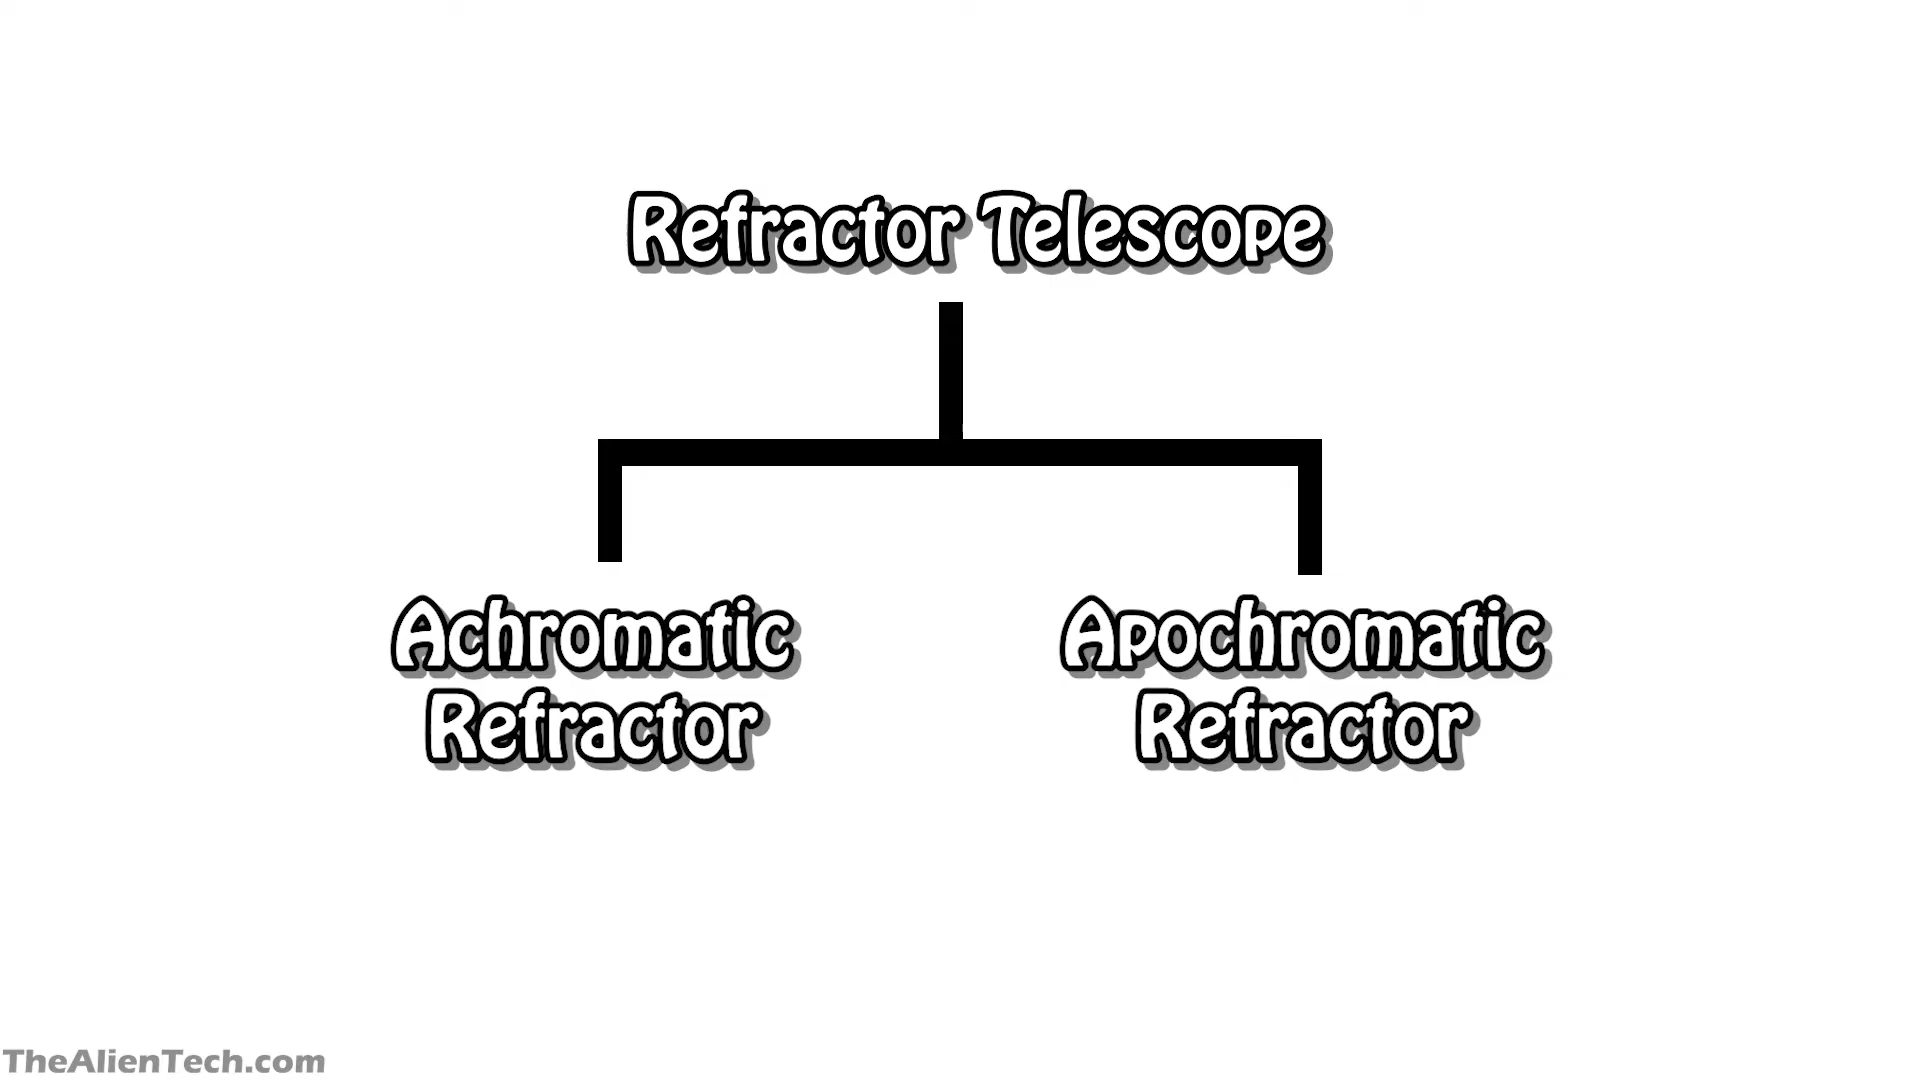 Refractor Telescope
Achromatic
Refractor
Apochromatic
Refractor
TheAlienTech.com